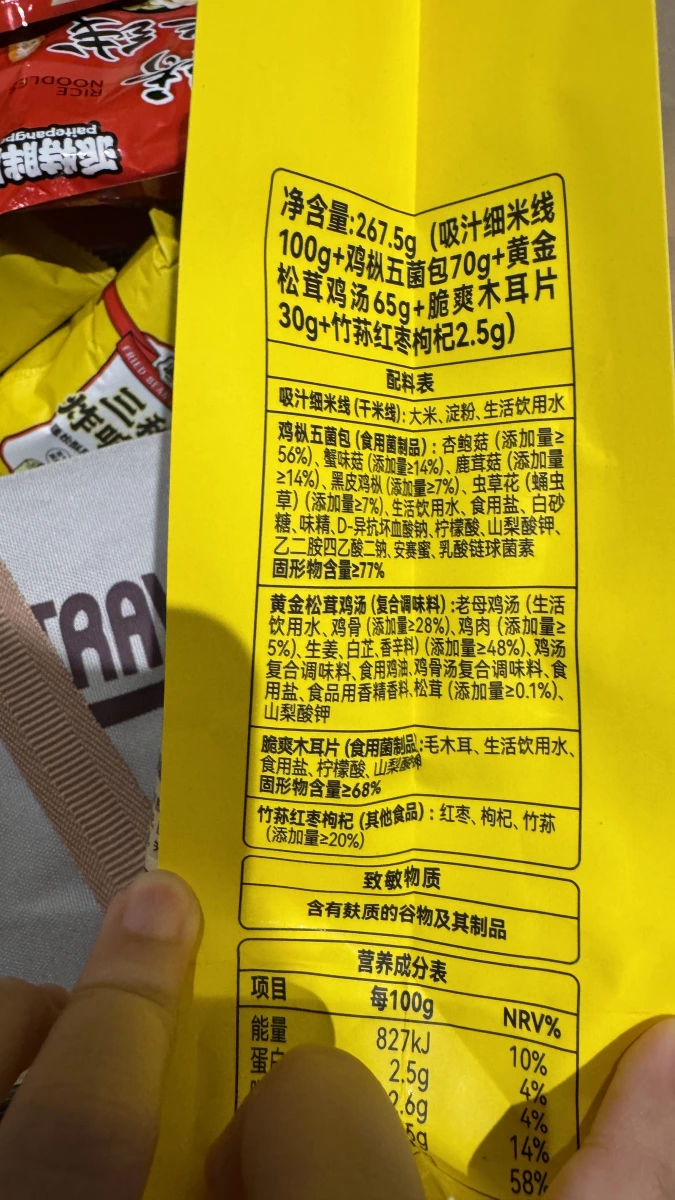 RICE
NOODLE
FRIED BEA
三
炸
TRA
净含量:267.5g（吸汁细米线
100g+鸡枞五菌包70g+黄金
松茸鸡汤65g+脆爽木耳片
30g+竹荪红枣枸杞2.5g）
配料表
吸汁细米线(干米线):大米、淀粉、生活饮用水
鸡枞五菌包(食用菌制品)：杏鲍菇（添加量≥
56%）、蟹味菇（添加量≥14%）、鹿茸菇（添加量
≥14%）、黑皮鸡枞（添加量≥7%）、虫草花（蛹虫
草）（添加量≥7%）、生活饮用水、食用盐、白砂
糖、味精、D-异抗坏血酸钠、柠檬酸、山梨酸钾、
乙二胺四乙酸二钠、安赛蜜、乳酸链球菌素
固形物含量≥77%
黄金松茸鸡汤(复合调味料):老母鸡汤（生活
饮用水、鸡骨（添加量≥28%）、鸡肉（添加量≥
5%）、生姜、白芷、香辛料）（添加量≥48%）、鸡汤
复合调味料、食用鸡油、鸡骨汤复合调味料、食
用盐、食品用香精香料、松茸（添加量≥0.1%）、
山梨酸钾
脆爽木耳片(食用菌制品):毛木耳、生活饮用水、
食用盐、柠檬酸、山梨酸钾
固形物含量≥68%
竹荪红枣枸杞(其他食品)：红枣、枸杞、竹荪
（添加量≥20%）
致敏物质
含有麸质的谷物及其制品
营养成分表
项目 每100g NRV%
能量 827kJ 10%
蛋白 2.5g 4%
2.6g 4%
5g 14%
58%